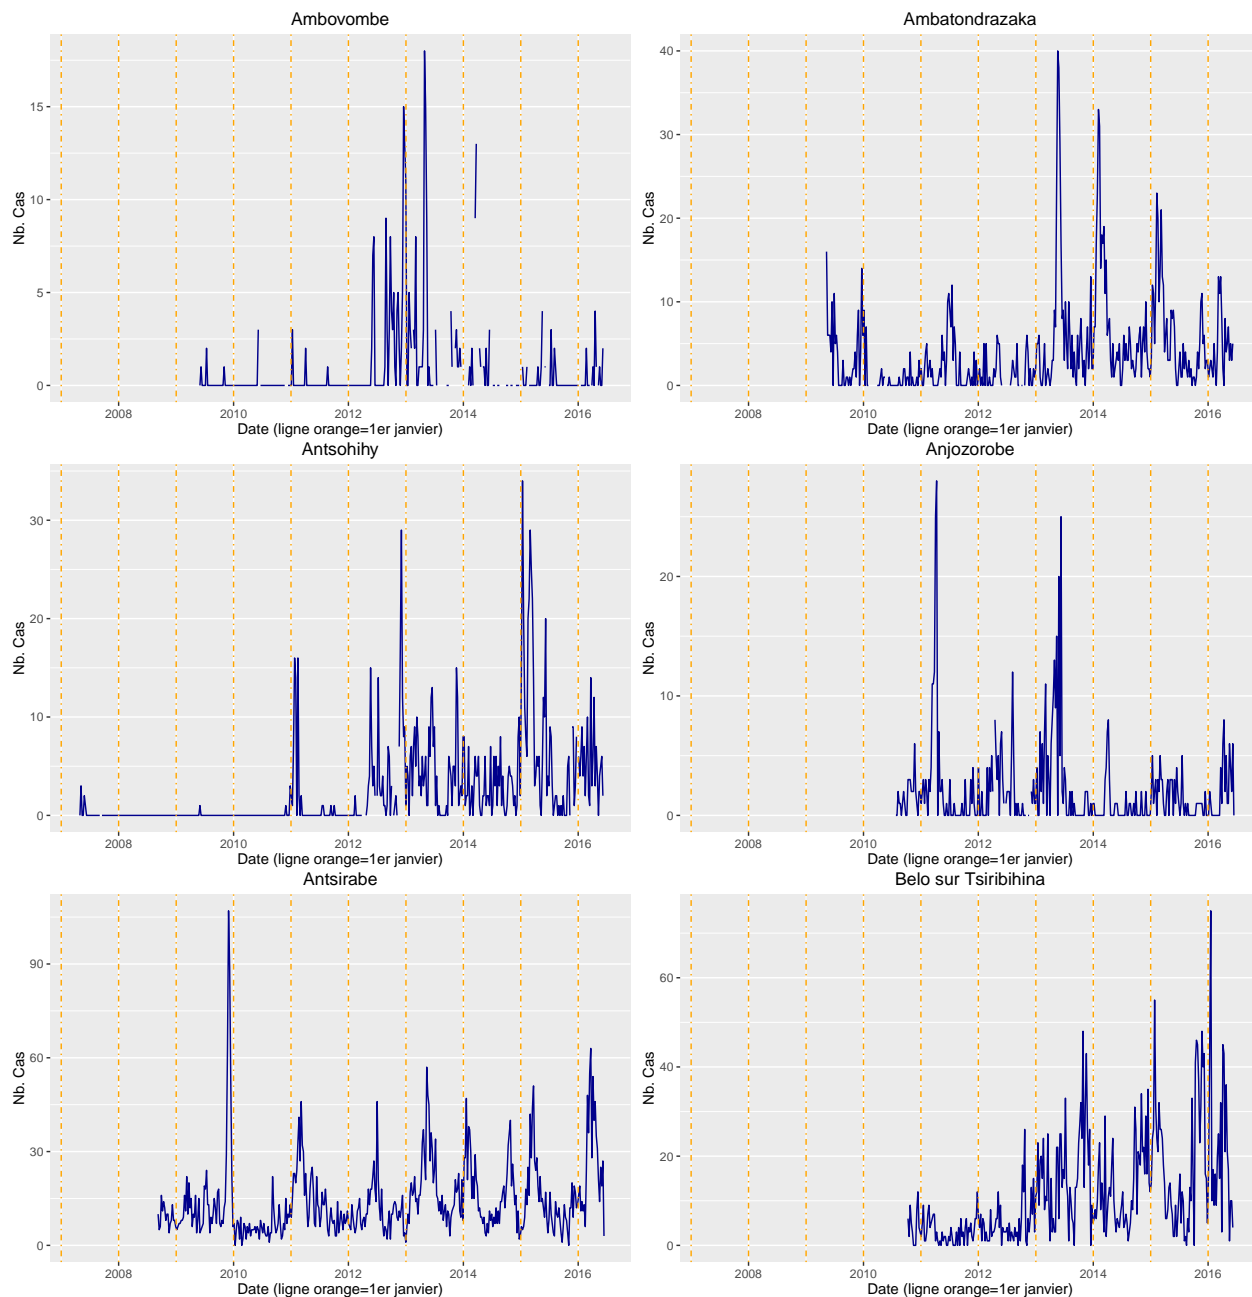 Ambovombe
Nb. Cas
15
10
5
0
2008 2010 2012 2014 2016
Date (ligne orange=1er janvier)
Ambatondrazaka
Nb. Cas
40
30
20
10
0
2008 2010 2012 2014 2016
Date (ligne orange=1er janvier)
Antsohihy
Nb. Cas
30
20
10
0
2008 2010 2012 2014 2016
Date (ligne orange=1er janvier)
Anjozorobe
Nb. Cas
20
10
0
2008 2010 2012 2014 2016
Date (ligne orange=1er janvier)
Antsirabe
Nb. Cas
90
60
30
0
2008 2010 2012 2014 2016
Date (ligne orange=1er janvier)
Belo sur Tsiribihina
Nb. Cas
60
40
20
0
2008 2010 2012 2014 2016
Date (ligne orange=1er janvier)